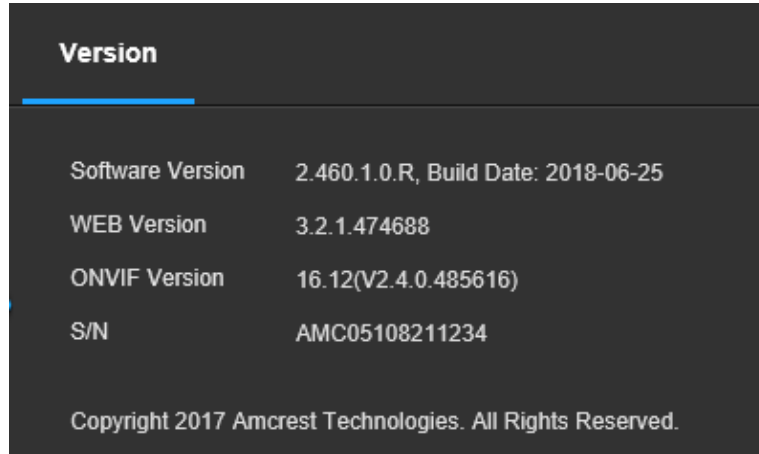 Version
Software Version 2.460.1.0.R, Build Date: 2018-06-25
WEB Version 3.2.1.474688
ONVIF Version 16.12(V2.4.0.485616)
S/N AMC05108211234
Copyright 2017 Amcrest Technologies. All Rights Reserved.